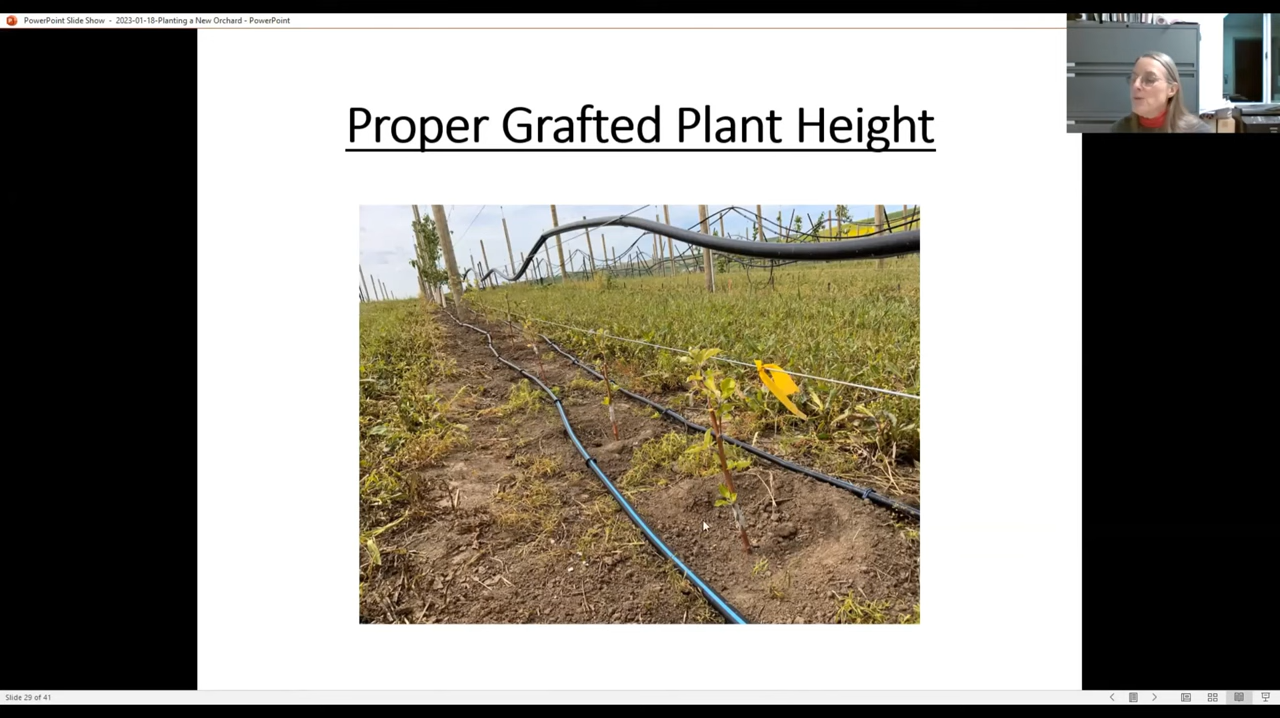 PowerPoint Slide Show - 2023-01-18-Planting a New Orchard - PowerPoint
Proper Grafted Plant Height
Slide 29 of 41